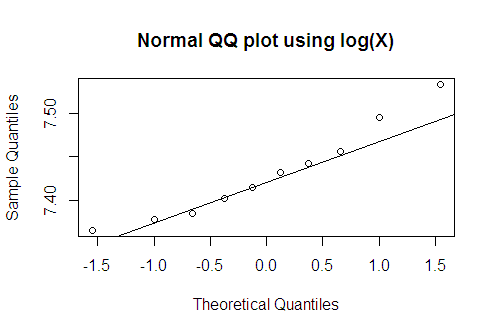 Normal QQ plot using log(X)
Sample Quantiles
7.50
7.40
-1.5 -1.0 -0.5 0.0 0.5 1.0 1.5
Theoretical Quantiles